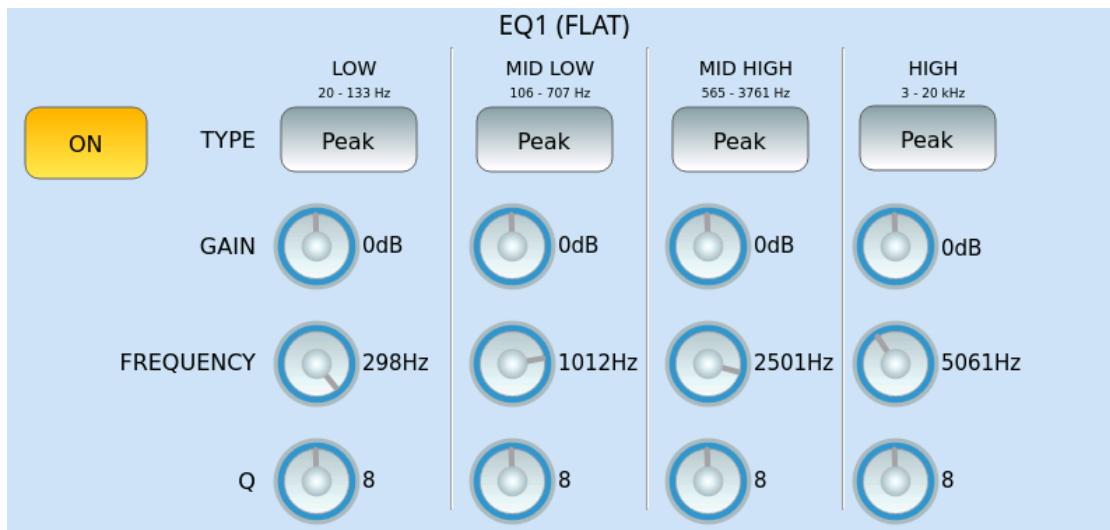 EQ1 (FLAT)
LOW MID LOW MID HIGH HIGH
20 - 133 Hz 106 - 707 Hz 565 - 3761 Hz 3 - 20 kHz
ON TYPE Peak Peak Peak Peak
GAIN 0dB 0dB 0dB 0dB
FREQUENCY 298Hz 1012Hz 2501Hz 5061Hz
Q 8 8 8 8